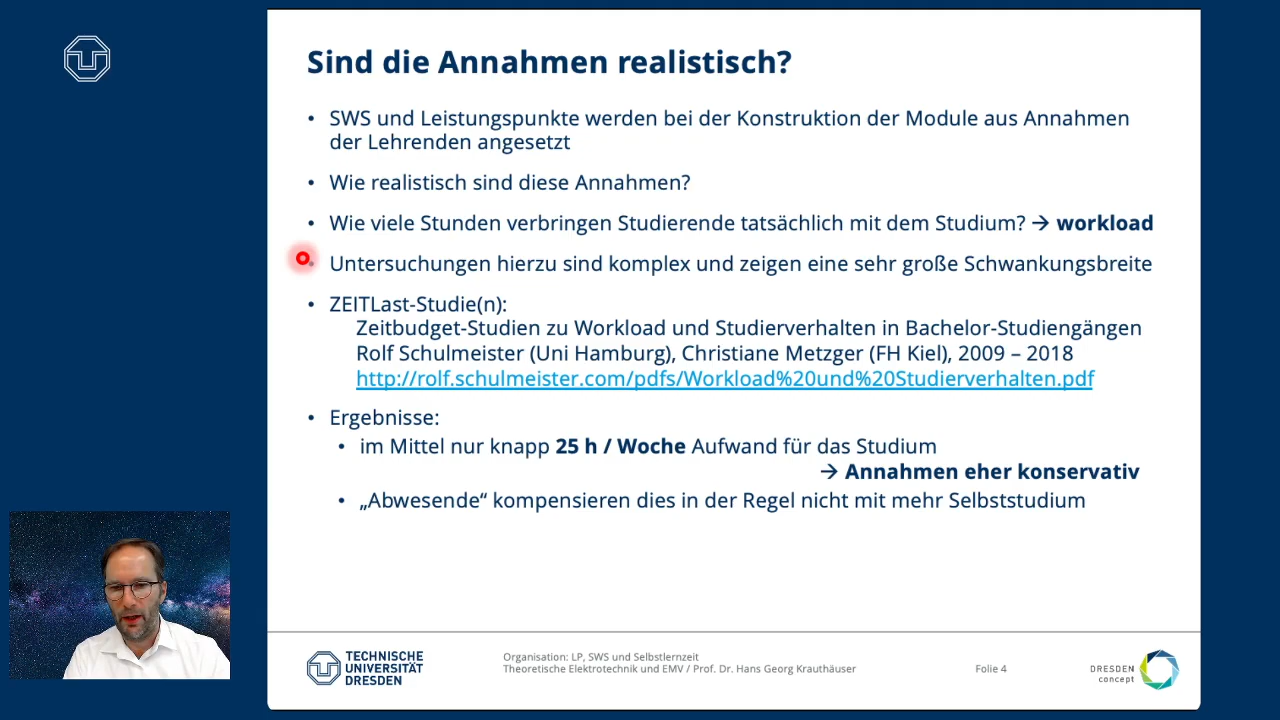 Sind die Annahmen realistisch?
• SWS und Leistungspunkte werden bei der Konstruktion der Module aus Annahmen
der Lehrenden angesetzt
• Wie realistisch sind diese Annahmen?
• Wie viele Stunden verbringen Studierende tatsächlich mit dem Studium? → workload
• Untersuchungen hierzu sind komplex und zeigen eine sehr große Schwankungsbreite
• ZEITLast-Studie(n):
Zeitbudget-Studien zu Workload und Studierverhalten in Bachelor-Studiengängen
Rolf Schulmeister (Uni Hamburg), Christiane Metzger (FH Kiel), 2009 – 2018
http://rolf.schulmeister.com/pdfs/Workload%20und%20Studierverhalten.pdf
• Ergebnisse:
• im Mittel nur knapp 25 h / Woche Aufwand für das Studium
→ Annahmen eher konservativ
• „Abwesende“ kompensieren dies in der Regel nicht mit mehr Selbststudium
TECHNISCHE
UNIVERSITÄT
DRESDEN
Organisation: LP, SWS und Selbstlernzeit
Theoretische Elektrotechnik und EMV / Prof. Dr. Hans Georg Krauthäuser
Folie 4
DRESDEN
concept